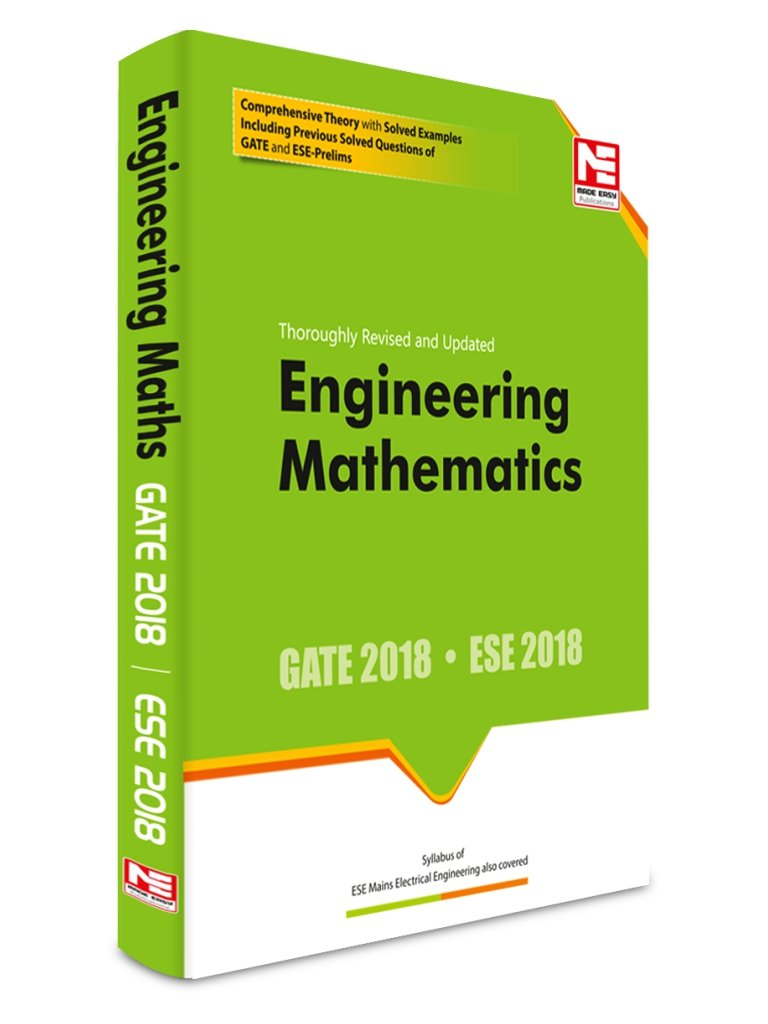 Comprehensive Theory with Solved Examples
Including Previous Solved Questions of
GATE and ESE-Prelims
ME
MADE EASY
Publications
Thoroughly Revised and Updated
Engineering
Mathematics
GATE 2018 • ESE 2018
Syllabus of
ESE Mains Electrical Engineering also covered
Engineering Maths GATE 2018 | ESE 2018
ME
MADE EASY